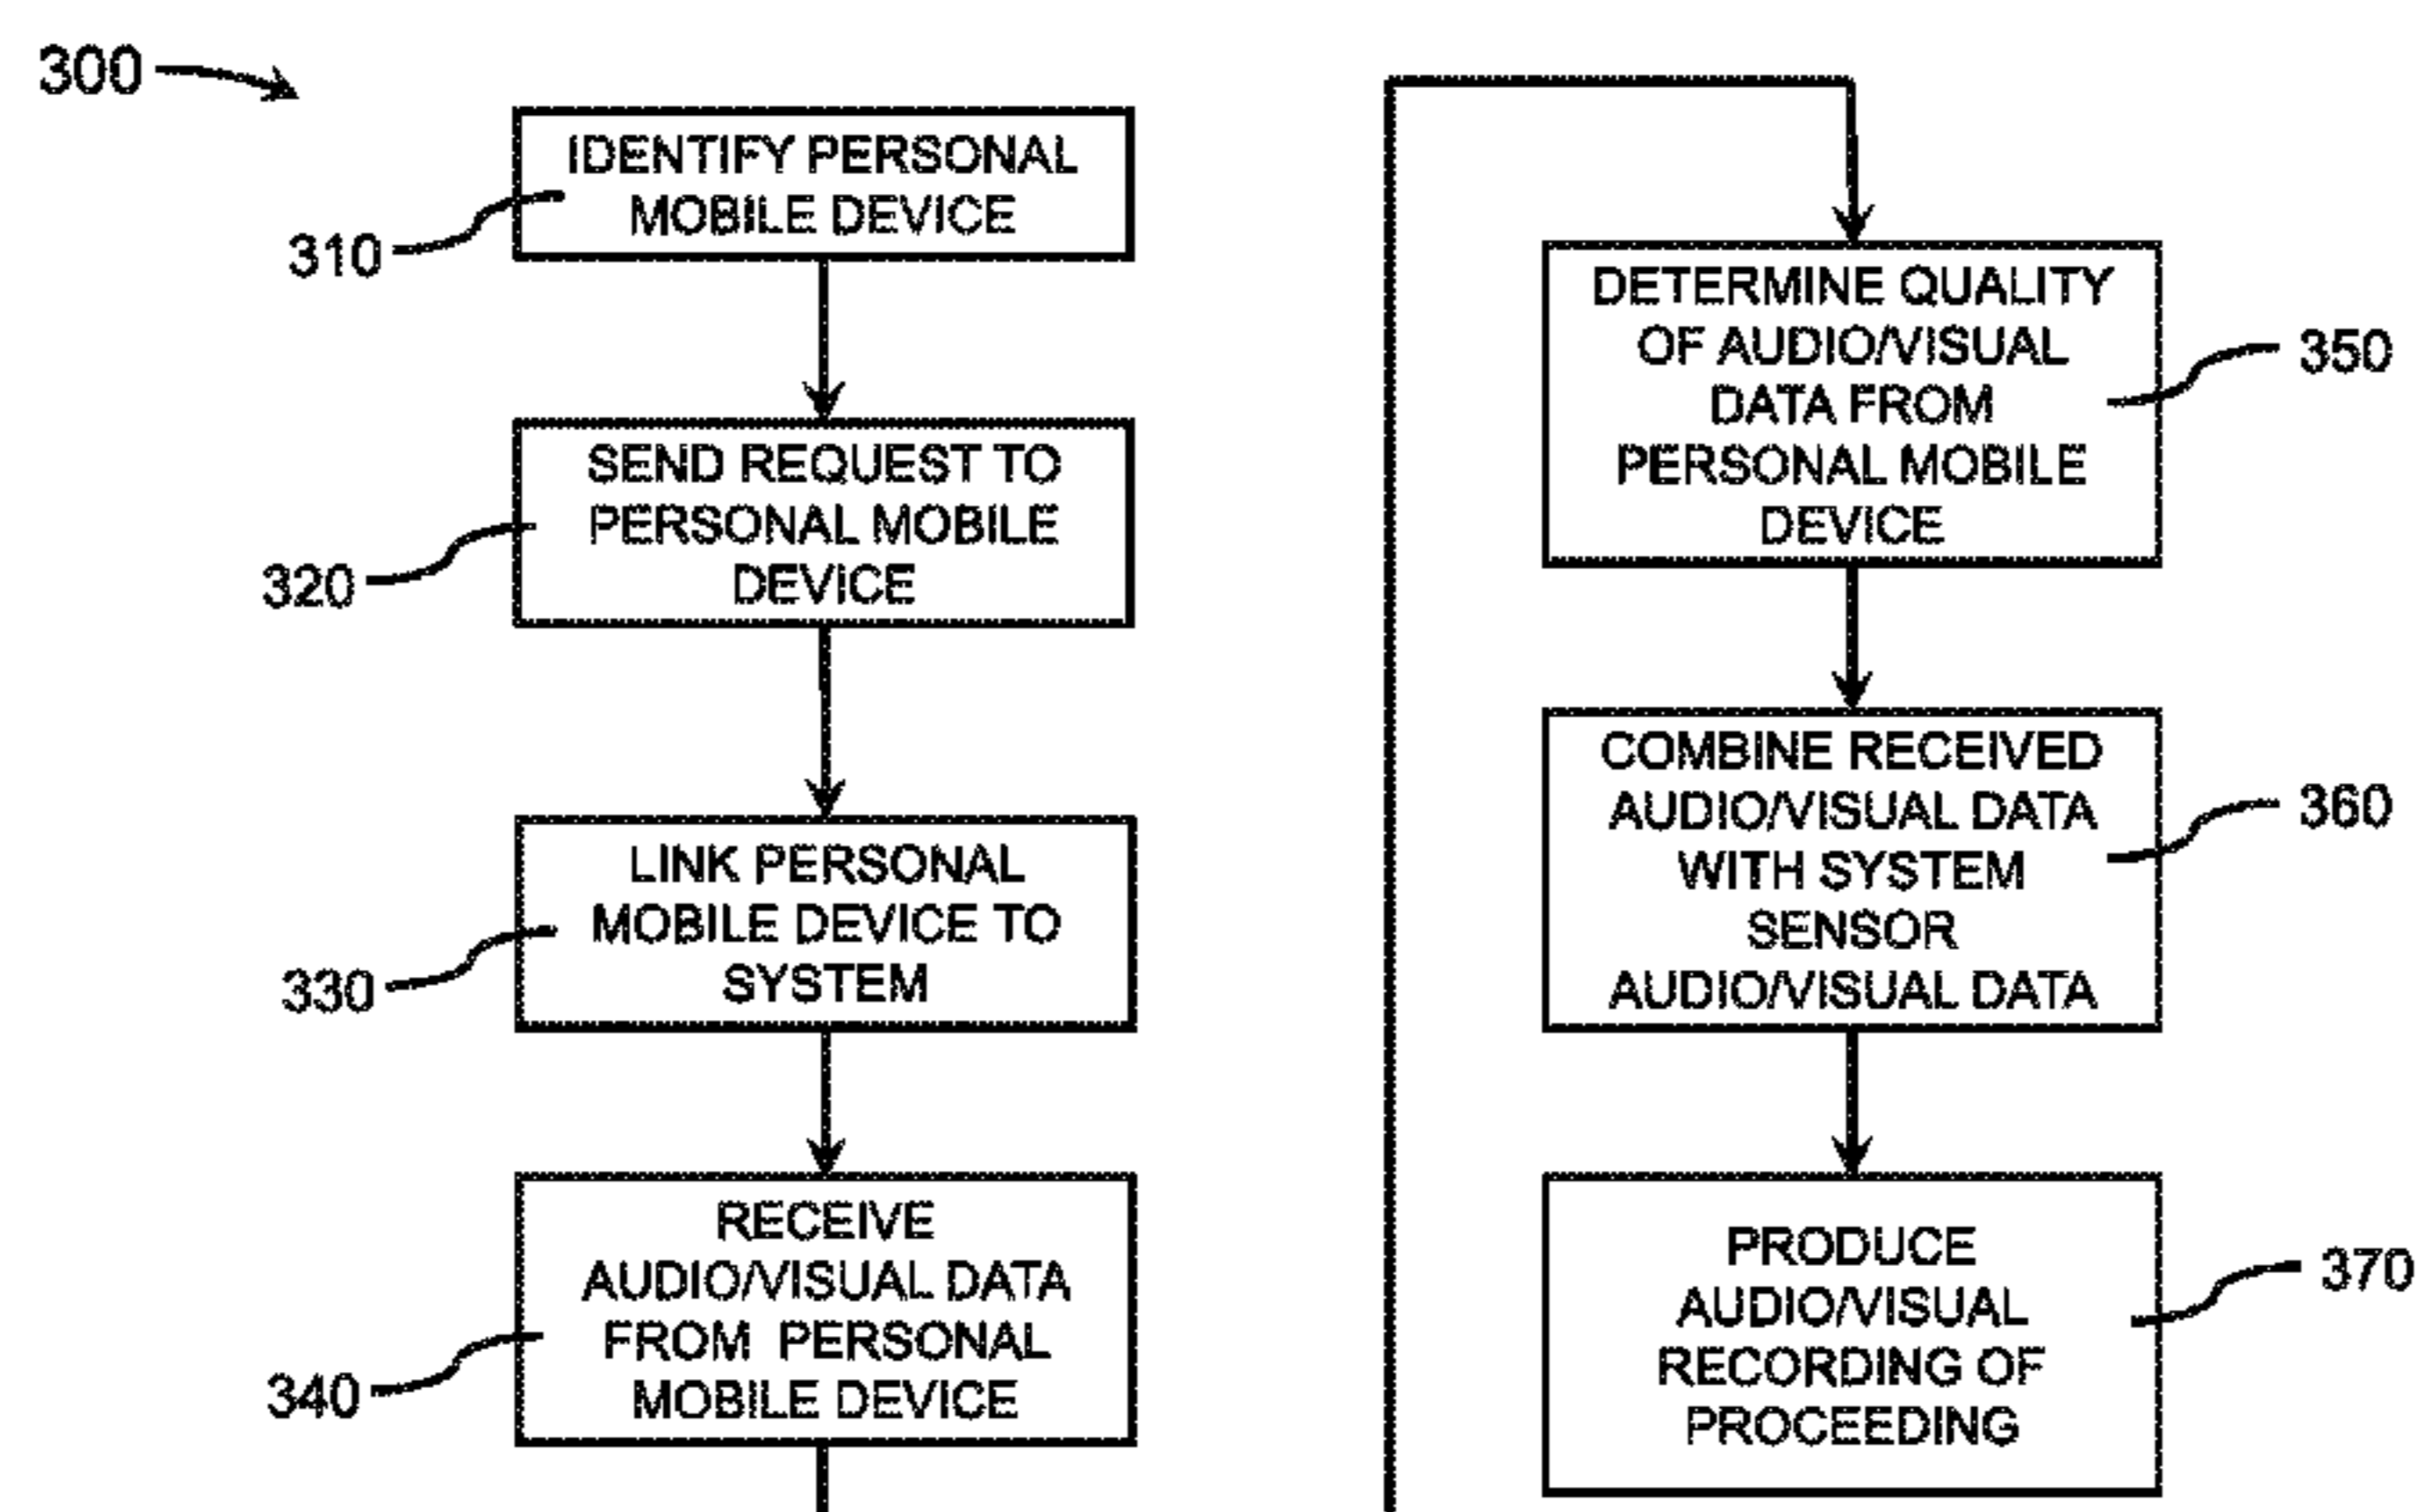 300
IDENTIFY PERSONAL
MOBILE DEVICE
310
SEND REQUEST TO
PERSONAL MOBILE
DEVICE
320
LINK PERSONAL
MOBILE DEVICE TO
SYSTEM
330
RECEIVE
AUDIO/VISUAL DATA
FROM PERSONAL
MOBILE DEVICE
340
DETERMINE QUALITY
OF AUDIO/VISUAL
DATA FROM
PERSONAL MOBILE
DEVICE
350
COMBINE RECEIVED
AUDIO/VISUAL DATA
WITH SYSTEM
SENSOR
AUDIO/VISUAL DATA
360
PRODUCE
AUDIO/VISUAL
RECORDING OF
PROCEEDING
370